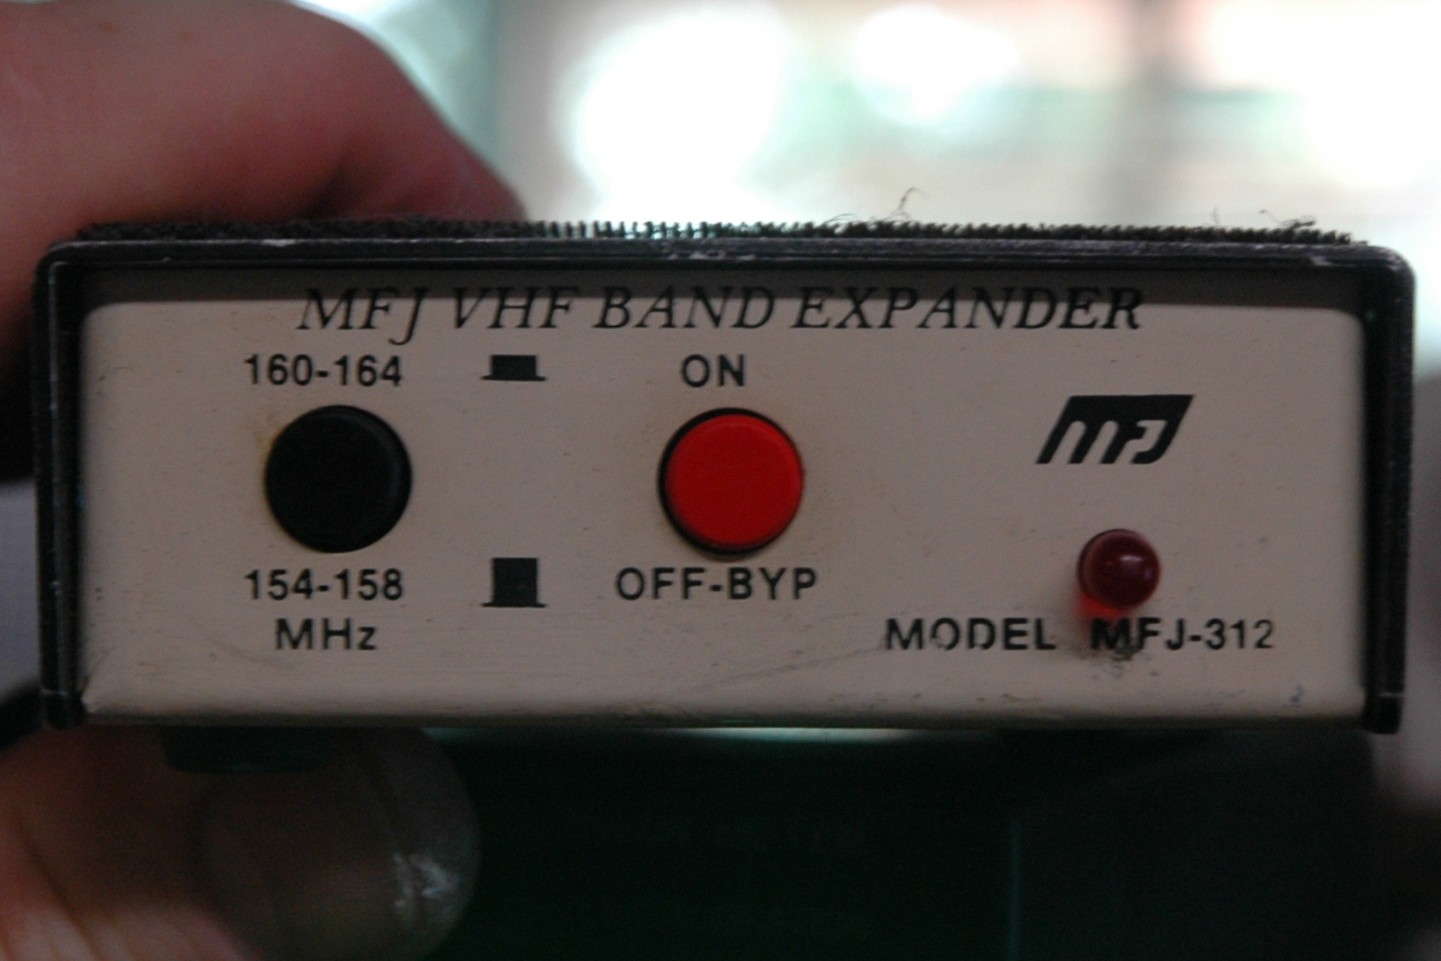 MFJ VHF BAND EXPANDER
160-164
ON
MFJ
154-158
OFF-BYP
MHz
MODEL MFJ-312